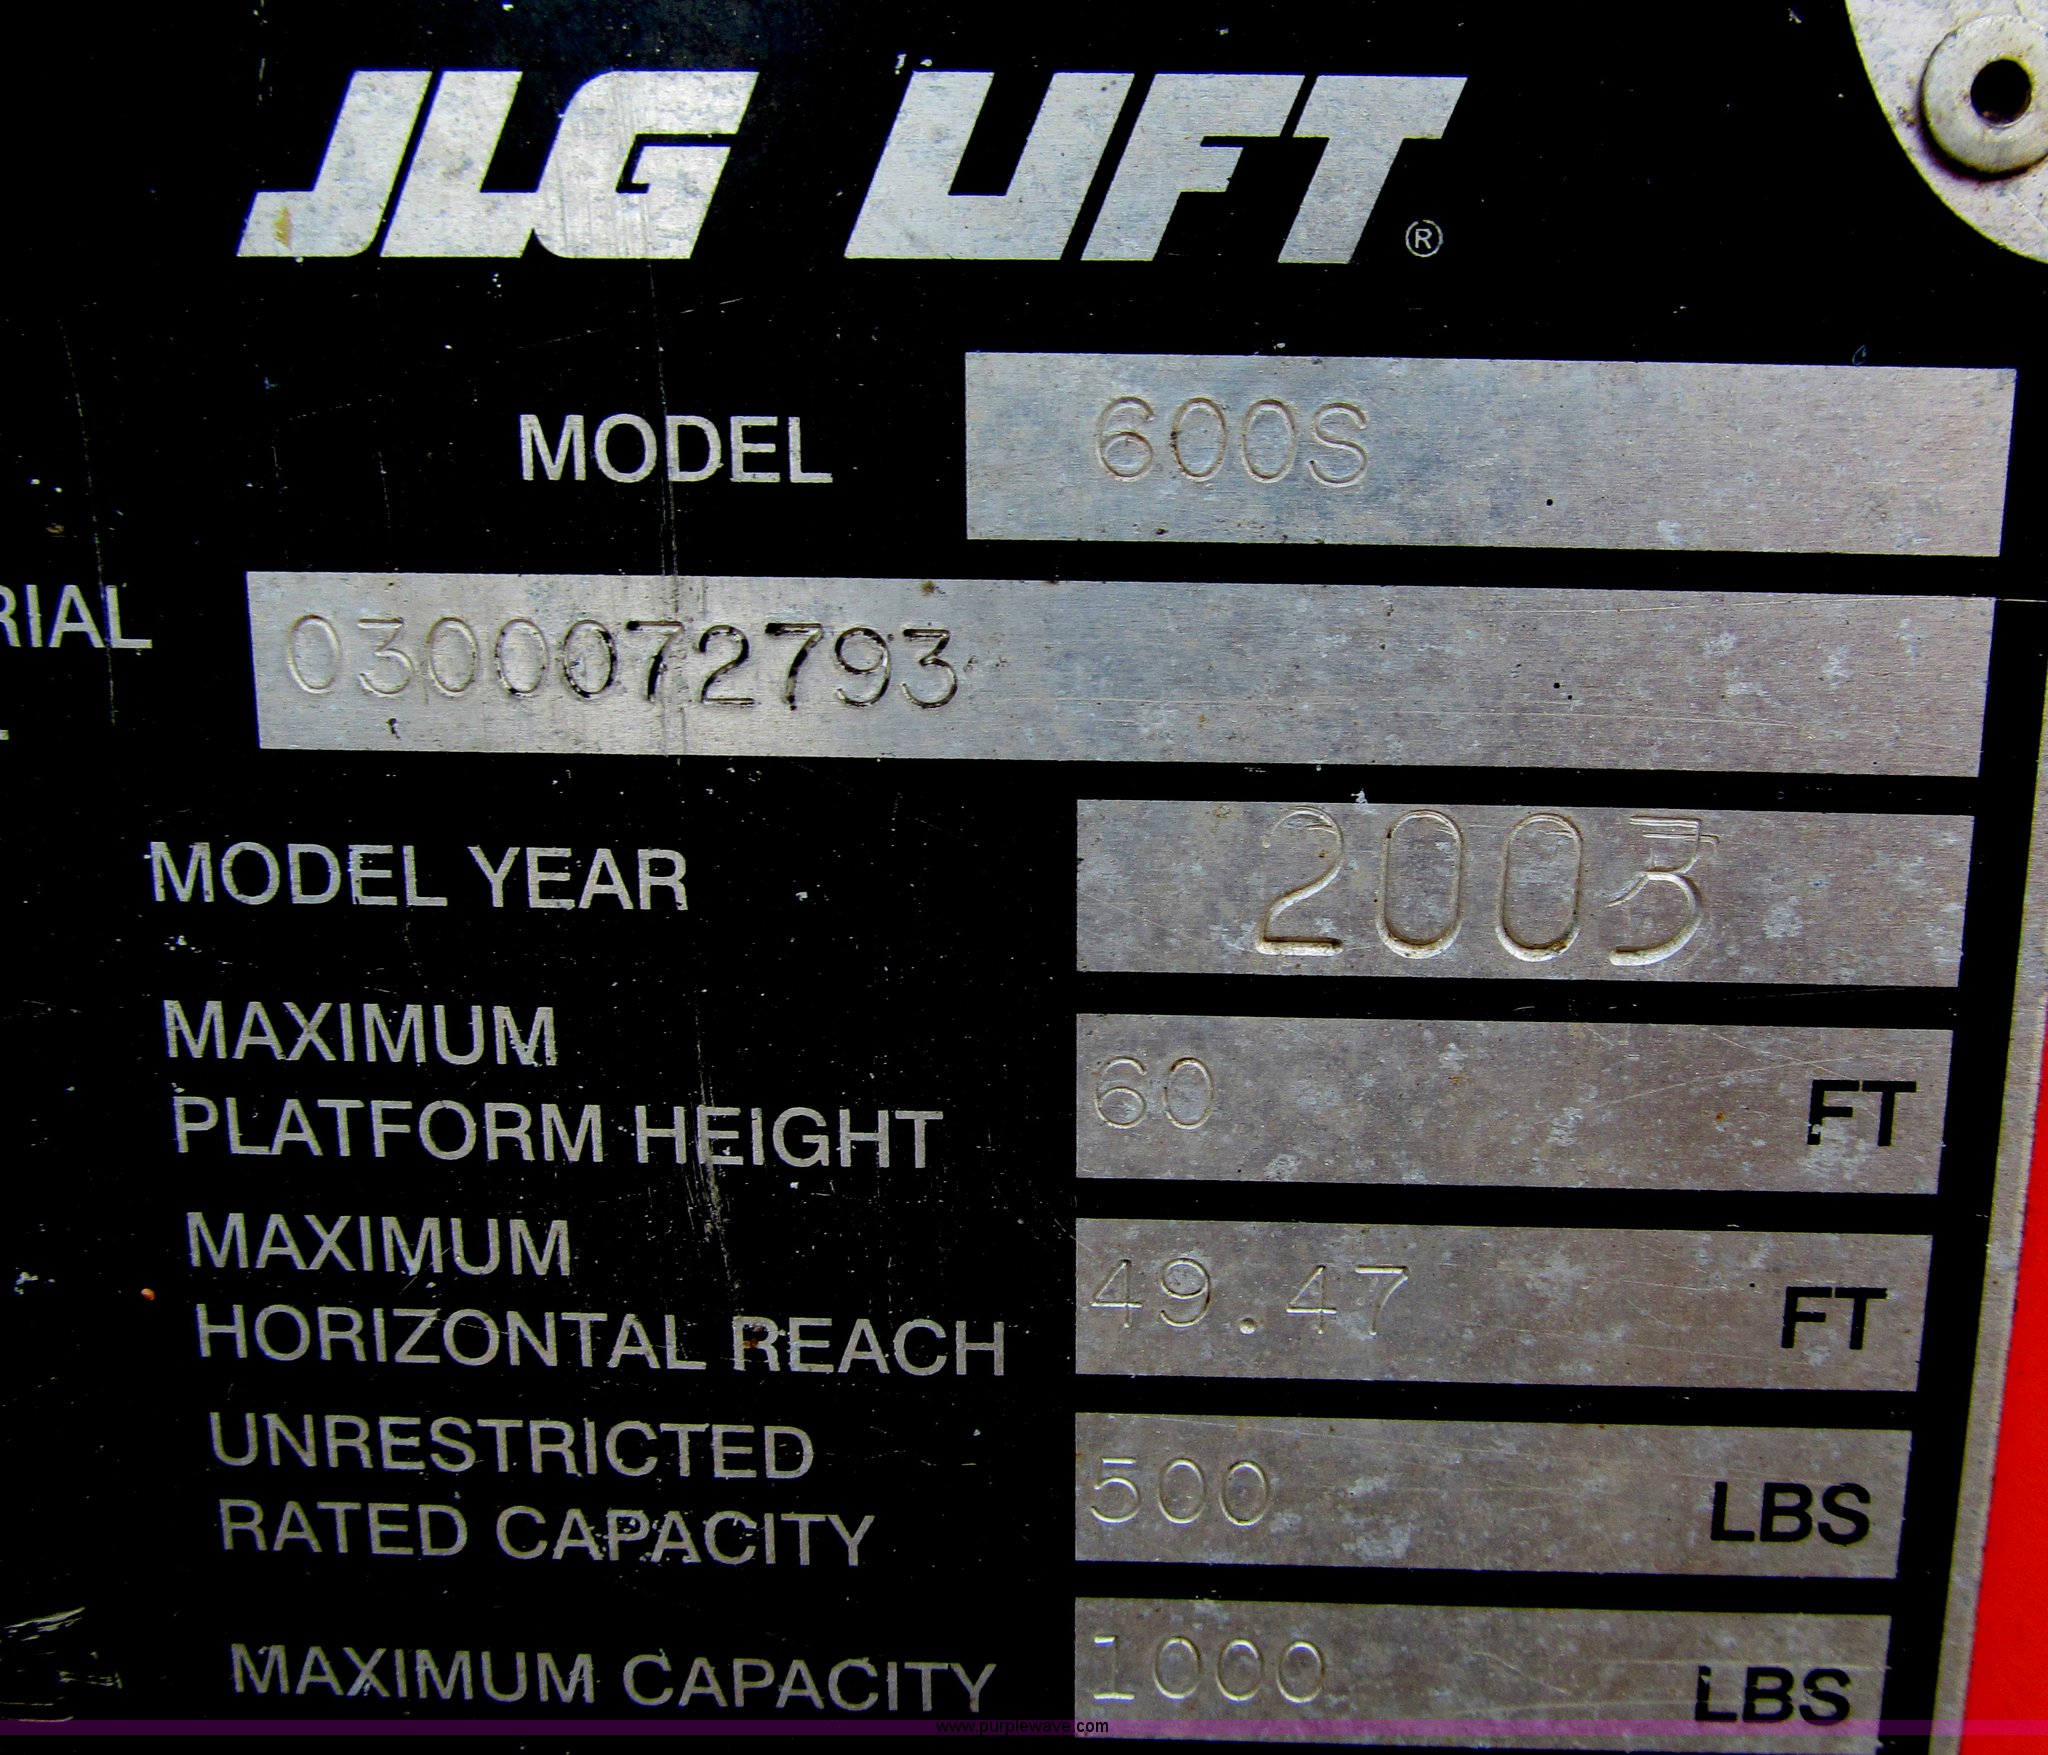 JLG LIFT®
MODEL 600S
RIAL 0300072793
MODEL YEAR 2003
MAXIMUM
PLATFORM HEIGHT 60 FT
MAXIMUM
HORIZONTAL REACH 49.47 FT
UNRESTRICTED
RATED CAPACITY 500 LBS
MAXIMUM CAPACITY 1000 LBS
www.purplewave.com